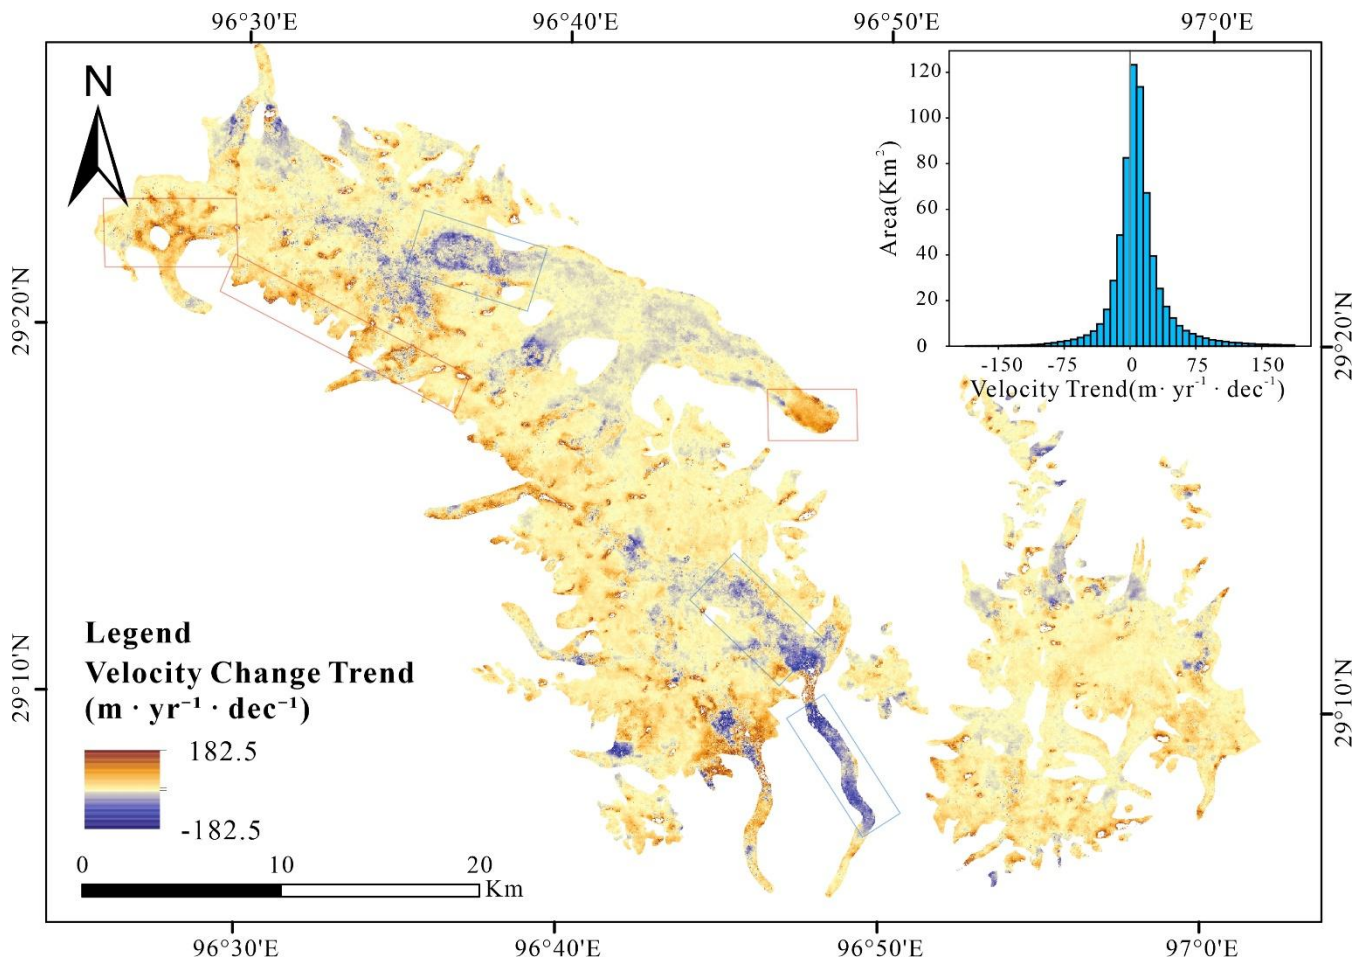 96°30'E 96°40'E 96°50'E 97°0'E
N
120
80
60
40
20
0
Area(Km²)
-150 -75 0 75 150
Velocity Trend(m· yr⁻¹ · dec⁻¹)
29°20'N
29°20'N
29°10'N
29°10'N
Legend
Velocity Change Trend
(m · yr⁻¹ · dec⁻¹)
182.5
-182.5
0 10 20
Km
96°30'E 96°40'E 96°50'E 97°0'E